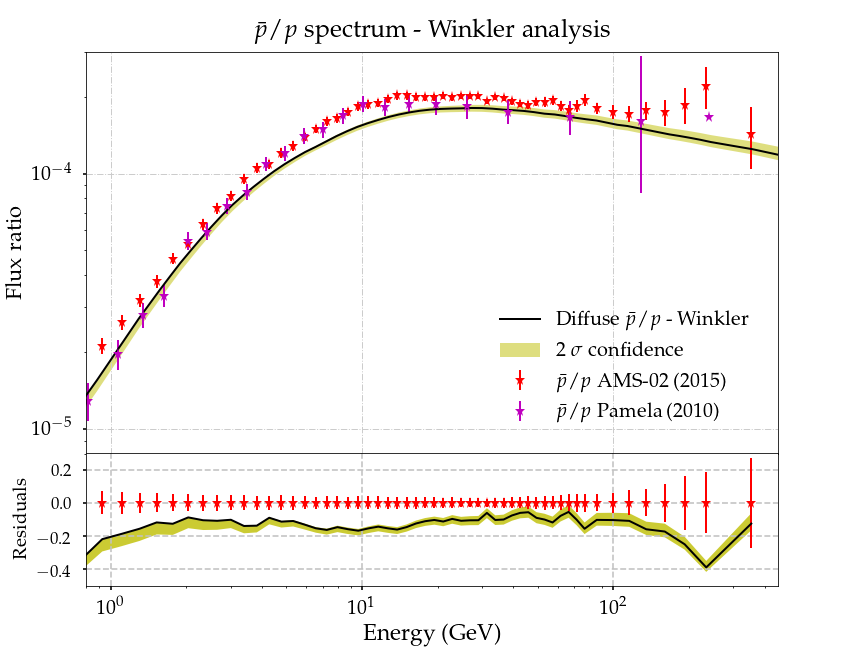 p̄/p spectrum - Winkler analysis
Flux ratio
10⁻⁴
10⁻⁵
Diffuse p̄/p - Winkler
2 σ confidence
p̄/p AMS-02 (2015)
p̄/p Pamela (2010)
Residuals
0.2
0.0
−0.2
−0.4
10⁰ 10¹ 10²
Energy (GeV)